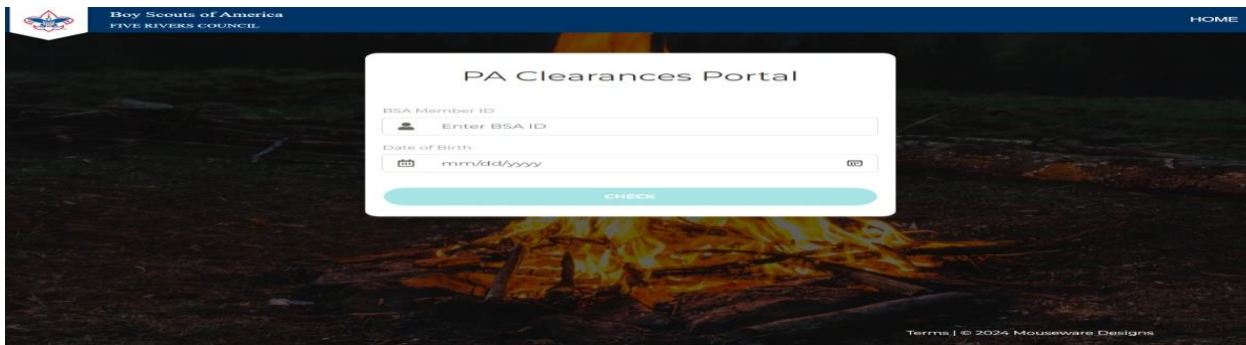 Boy Scouts of America
FIVE RIVERS COUNCIL
HOME
PA Clearances Portal
BSA Member ID
Enter BSA ID
Date of Birth
mm/dd/yyyy
CHECK
Terms | © 2024 Mouseware Designs